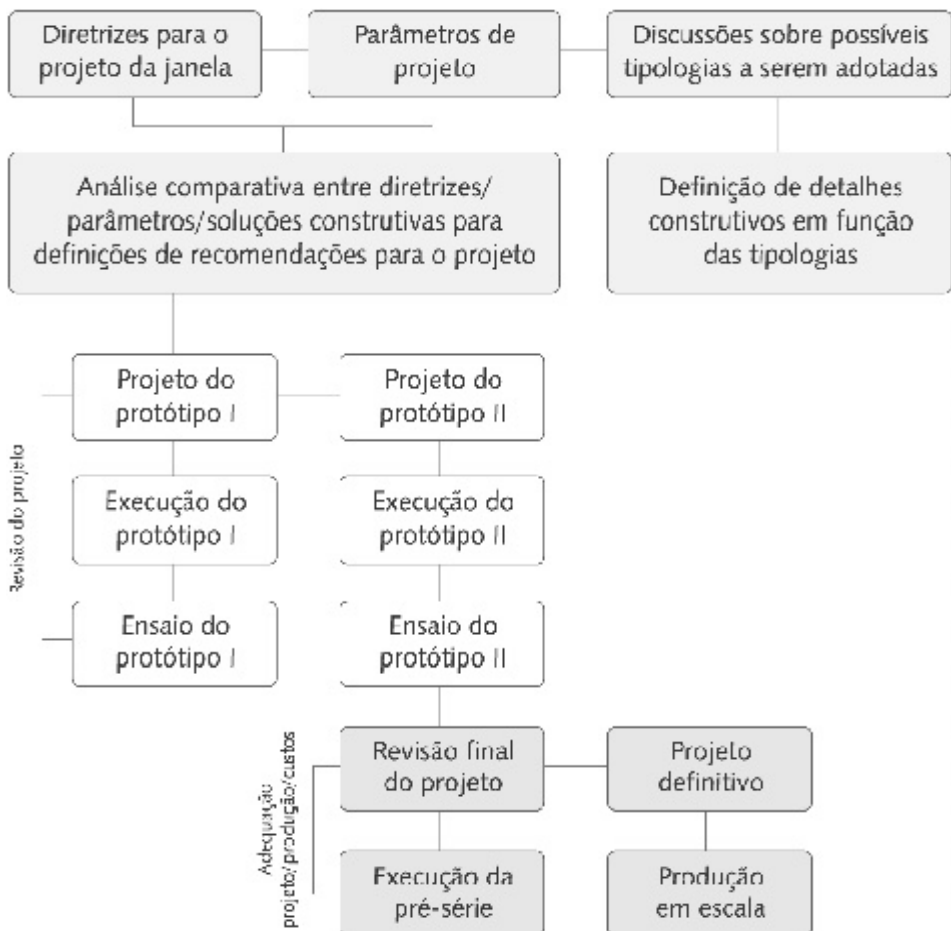 Diretrizes para o
projeto da janela
Parâmetros de
projeto
Discussões sobre possíveis
tipologias a serem adotadas
Análise comparativa entre diretrizes/
parâmetros/soluções construtivas para
definições de recomendações para o projeto
Definição de detalhes
construtivos em função
das tipologias
Revisão do projeto
Projeto do
protótipo I
Projeto do
protótipo II
Execução do
protótipo I
Execução do
protótipo II
Ensaio do
protótipo I
Ensaio do
protótipo II
Adequação
projeto/produção/custos
Revisão final
do projeto
Projeto
definitivo
Execução da
pré-série
Produção
em escala